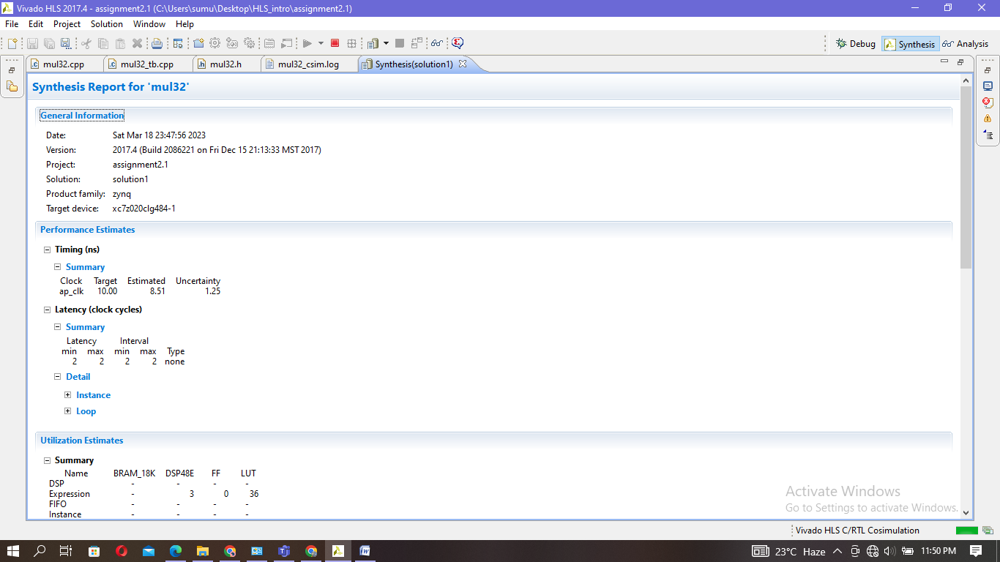 Vivado HLS 2017.4 - assignment2.1 (C:\Users\sumu\Desktop\HLS_intro\assignment2.1)
File Edit Project Solution Window Help
Debug Synthesis Analysis
mul32.cpp mul32_tb.cpp mul32.h mul32_csim.log Synthesis(solution1)
Synthesis Report for 'mul32'
General Information
Date: Sat Mar 18 23:47:56 2023
Version: 2017.4 (Build 2086221 on Fri Dec 15 21:13:33 MST 2017)
Project: assignment2.1
Solution: solution1
Product family: zynq
Target device: xc7z020clg484-1
Performance Estimates
Timing (ns)
Summary
Clock Target Estimated Uncertainty
ap_clk 10.00 8.51 1.25
Latency (clock cycles)
Summary
Latency Interval
min max min max Type
2 2 2 2 none
Detail
Instance
Loop
Utilization Estimates
Summary
Name BRAM_18K DSP48E FF LUT
DSP - - - -
Expression - 3 0 36
FIFO - - - -
Instance - - - -
Activate Windows
Go to Settings to activate Windows.
Vivado HLS C/RTL Cosimulation
23°C Haze 11:50 PM